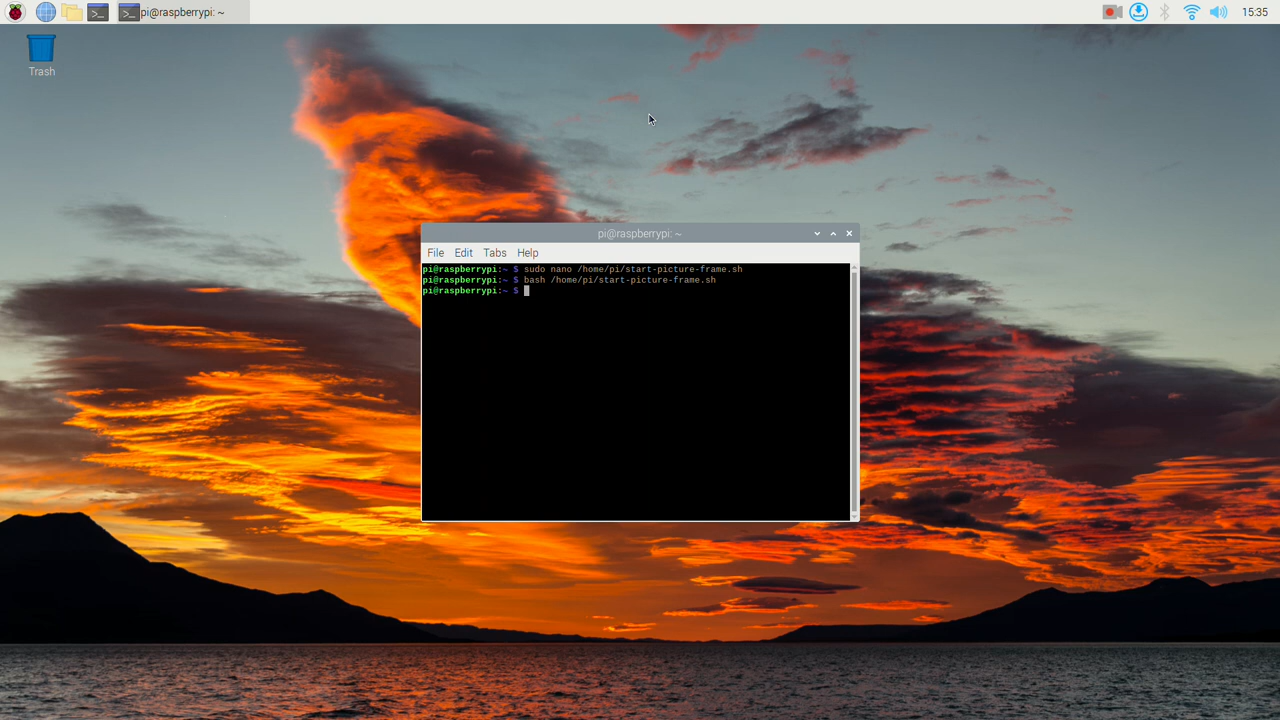 pi@raspberrypi: ~
15:35
Trash
pi@raspberrypi: ~
File Edit Tabs Help
pi@raspberrypi:~ $ sudo nano /home/pi/start-picture-frame.sh
pi@raspberrypi:~ $ bash /home/pi/start-picture-frame.sh
pi@raspberrypi:~ $